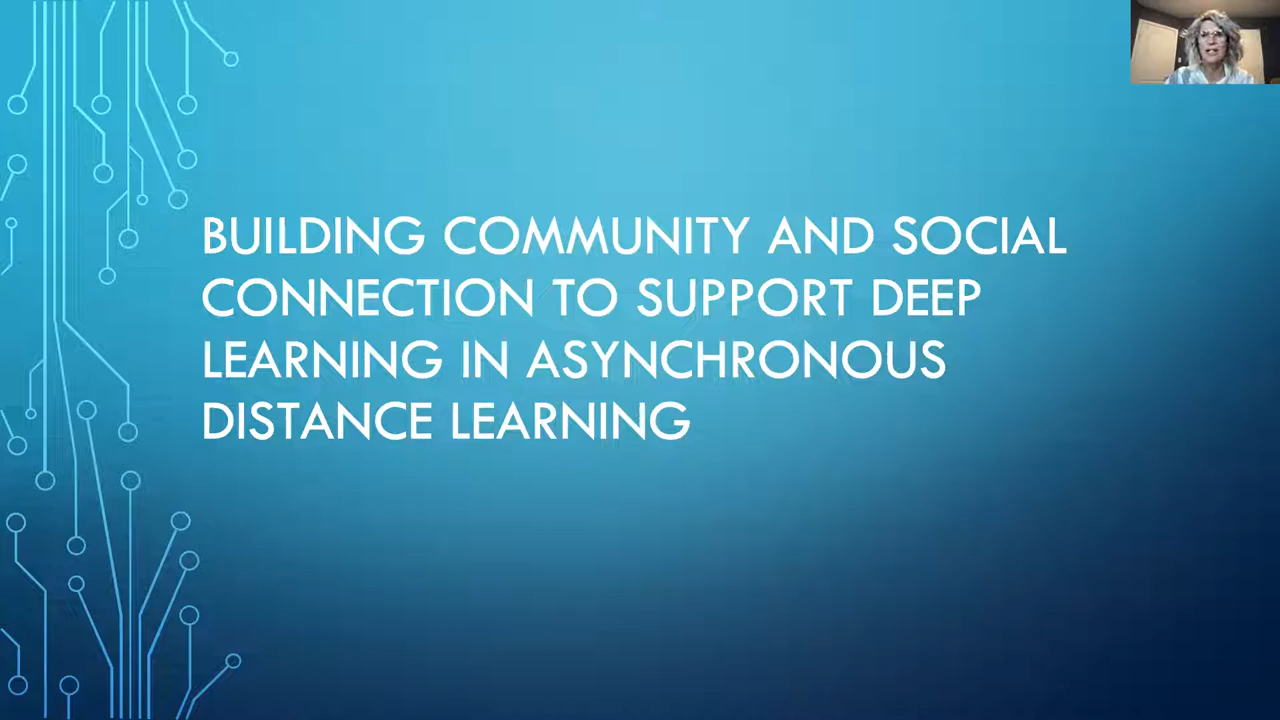 BUILDING COMMUNITY AND SOCIAL
CONNECTION TO SUPPORT DEEP
LEARNING IN ASYNCHRONOUS
DISTANCE LEARNING